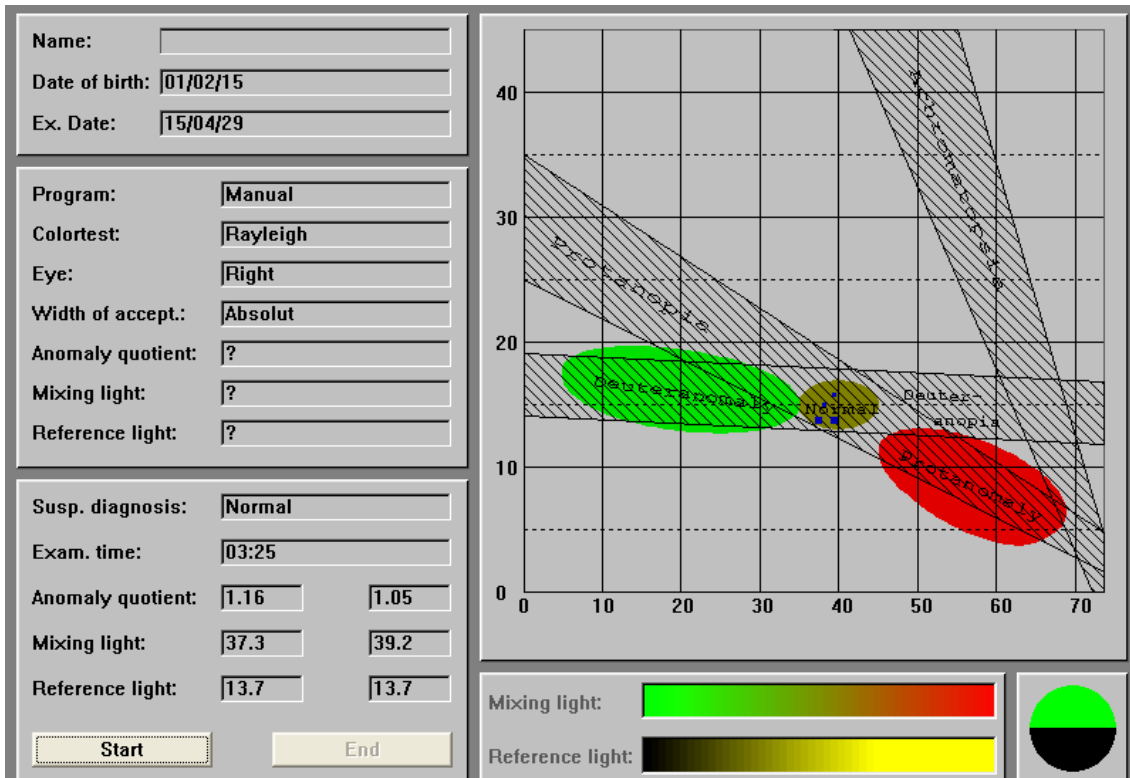 Name:
Date of birth: 01/02/15
Ex. Date: 15/04/29
Program: Manual
Colortest: Rayleigh
Eye: Right
Width of accept.: Absolut
Anomaly quotient: ?
Mixing light: ?
Reference light: ?
Susp. diagnosis: Normal
Exam. time: 03:25
Anomaly quotient: 1.16 1.05
Mixing light: 37.3 39.2
Reference light: 13.7 13.7
Start End
40
30
20
10
0
0 10 20 30 40 50 60 70
Achromatopsia
Protanopia
Deuteranomaly
Normal
Deuter-
anopia
Protanomaly
Mixing light:
Reference light: